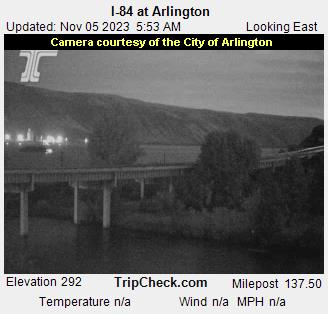 I-84 at Arlington
Updated: Nov 05 2023 5:53 AM Looking East
Camera courtesy of the City of Arlington
Elevation 292 TripCheck.com Milepost 137.50
Temperature n/a Wind n/a MPH n/a